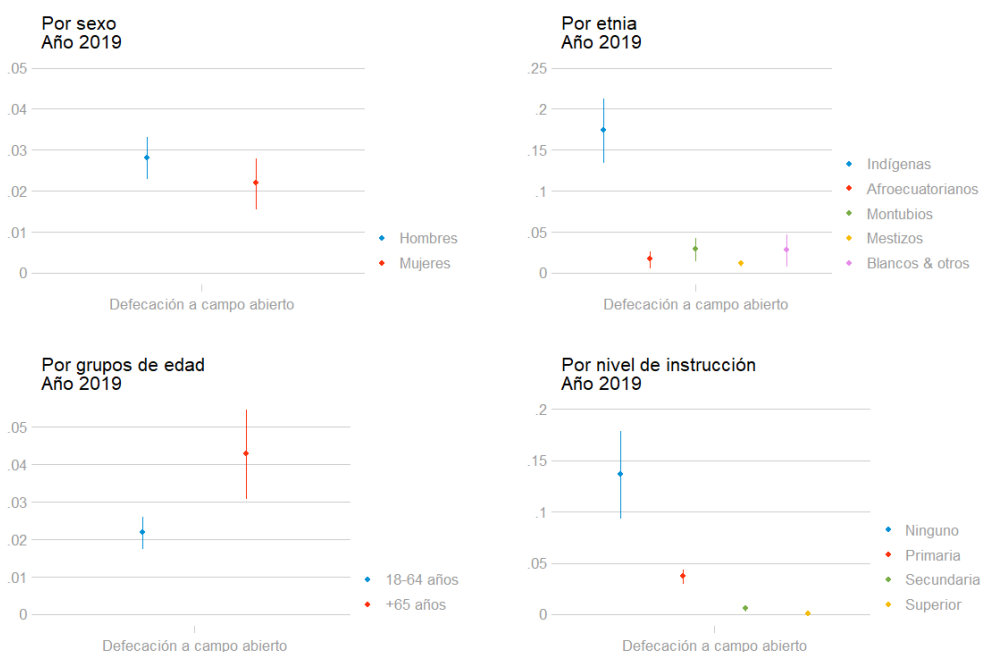 Por sexo
Año 2019
.05
.04
.03
.02
.01
0
Hombres
Mujeres
Defecación a campo abierto
Por etnia
Año 2019
.25
.2
.15
.1
.05
0
Indígenas
Afroecuatorianos
Montubios
Mestizos
Blancos & otros
Defecación a campo abierto
Por grupos de edad
Año 2019
.05
.04
.03
.02
.01
0
18-64 años
+65 años
Defecación a campo abierto
Por nivel de instrucción
Año 2019
.2
.15
.1
.05
0
Ninguno
Primaria
Secundaria
Superior
Defecación a campo abierto